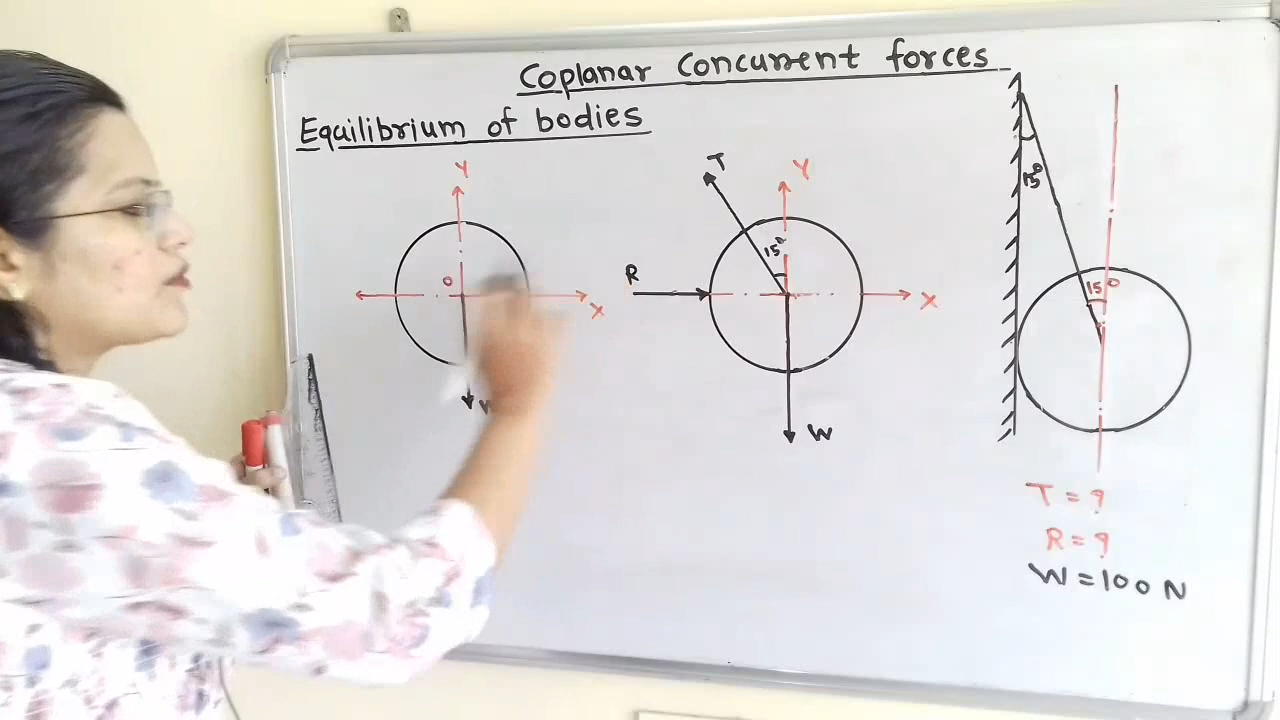 Coplanar Concurrent forces
Equilibrium of bodies
Y
O
X
T
Y
15°
R
X
W
15°
15°
T = ?
R = ?
W = 100 N